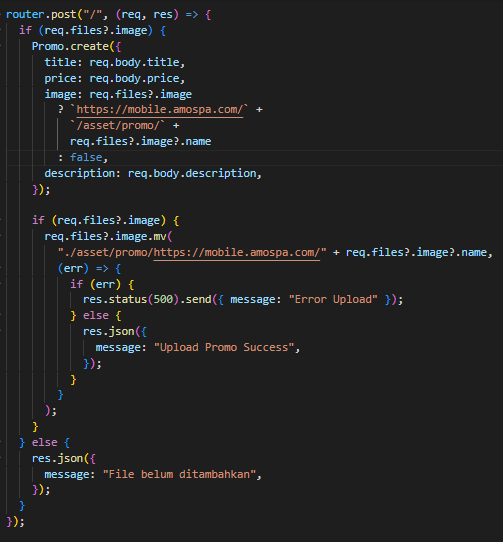 router.post("/", (req, res) => {
  if (req.files?.image) {
    Promo.create({
      title: req.body.title,
      price: req.body.price,
      image: req.files?.image
        ? `https://mobile.amospa.com/` +
          `/asset/promo/` +
          req.files?.image?.name
        : false,
      description: req.body.description,
    });

    if (req.files?.image) {
      req.files?.image.mv(
        "./asset/promo/https://mobile.amospa.com/" + req.files?.image?.name,
        (err) => {
          if (err) {
            res.status(500).send({ message: "Error Upload" });
          } else {
            res.json({
              message: "Upload Promo Success",
            });
          }
        }
      );
    }
  } else {
    res.json({
      message: "File belum ditambahkan",
    });
  }
});